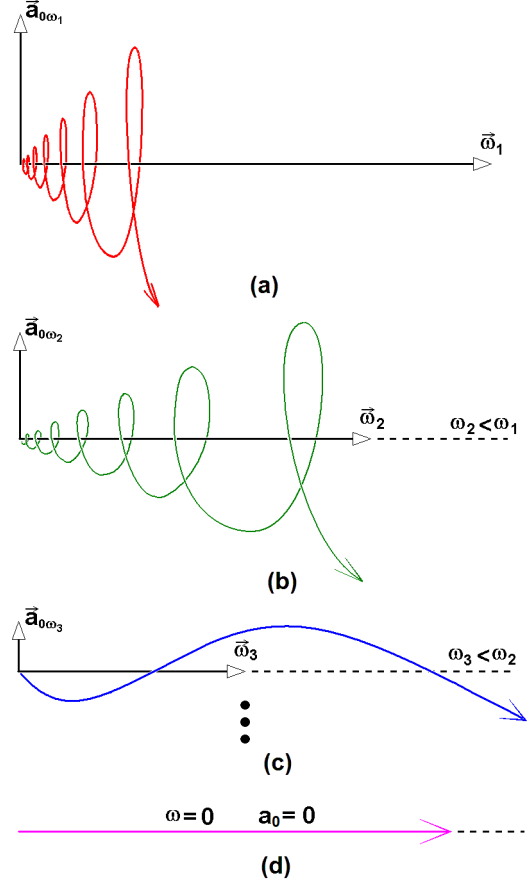 a⃗₀ω₁
ω⃗₁
(a)
a⃗₀ω₂
ω⃗₂ ω₂<ω₁
(b)
a⃗₀ω₃
ω⃗₃ ω₃<ω₂
(c)
ω=0 a₀=0
(d)